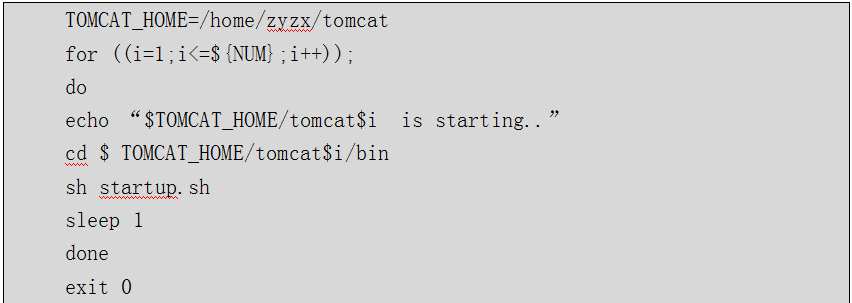 TOMCAT_HOME=/home/zyzx/tomcat
for ((i=1;i<=${NUM};i++));
do
echo “$TOMCAT_HOME/tomcat$i  is starting..”
cd $ TOMCAT_HOME/tomcat$i/bin
sh startup.sh
sleep 1
done
exit 0